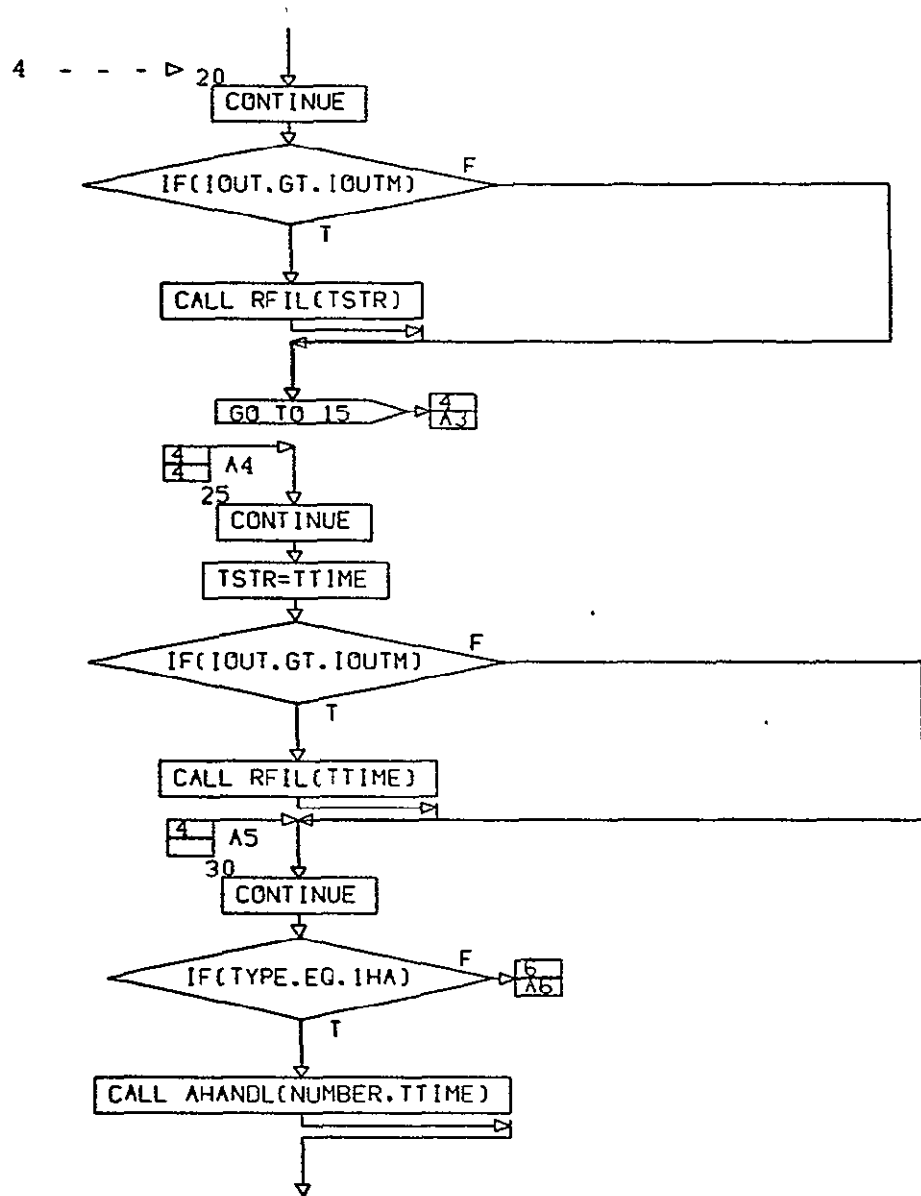 4 - - - 20
CONTINUE
IF(IOUT.GT.IOUTM) F
T
CALL RFIL(TSTR)
GO TO 15 4
A3
4 A4
4
25
CONTINUE
TSTR=TTIME
IF(IOUT.GT.IOUTM) F
T
CALL RFIL(TTIME)
4 A5
30
CONTINUE
IF(TYPE.EQ.1HA) F 6
A6
T
CALL AHANDL(NUMBER.TTIME)